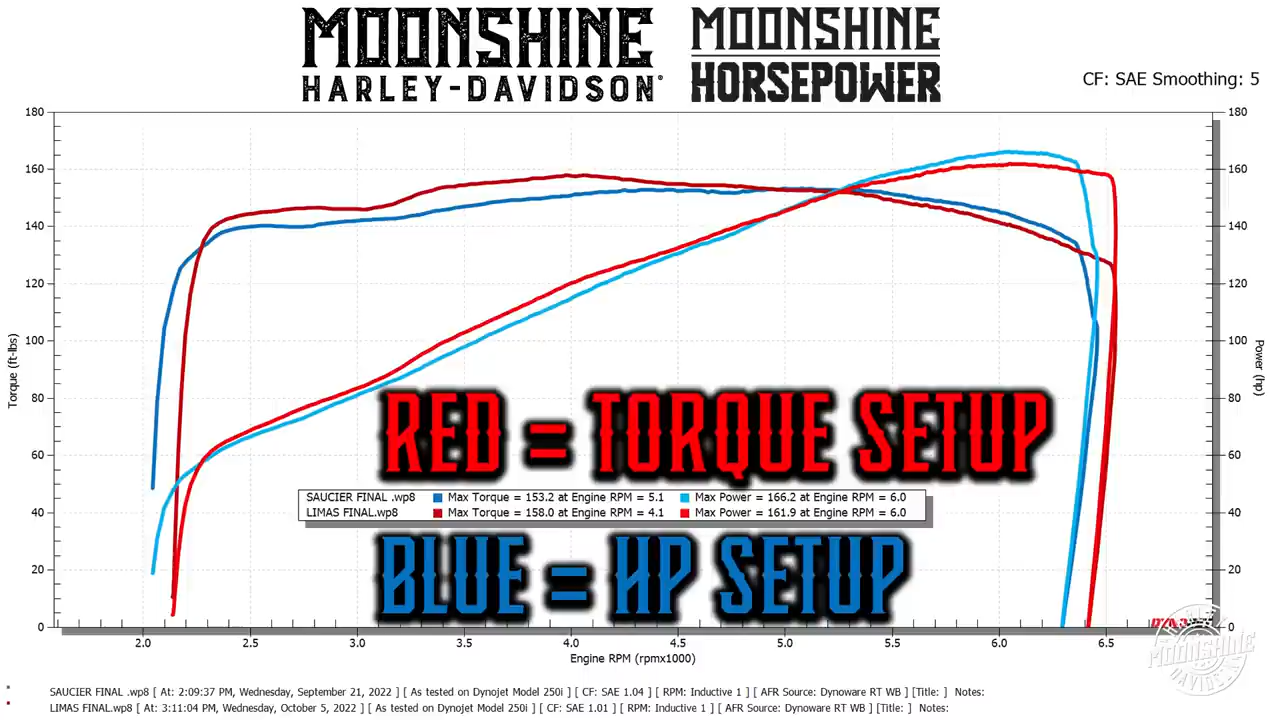 MOONSHINE
HARLEY-DAVIDSON
MOONSHINE
HORSEPOWER
CF: SAE Smoothing: 5
180
160
140
120
100
80
60
40
20
0
Torque (ft-lbs)
180
160
140
120
100
80
60
40
20
0
Power (hp)
RED = TORQUE SETUP
SAUCIER FINAL .wp8 Max Torque = 153.2 at Engine RPM = 5.1 Max Power = 166.2 at Engine RPM = 6.0
LIMAS FINAL.wp8 Max Torque = 158.0 at Engine RPM = 4.1 Max Power = 161.9 at Engine RPM = 6.0
BLUE = HP SETUP
2.0 2.5 3.0 3.5 4.0 4.5 5.0 5.5 6.0 6.5
Engine RPM (rpmx1000)
MOONSHINE
SAUCIER FINAL .wp8 [ At: 2:09:37 PM, Wednesday, September 21, 2022 ] [ As tested on Dynojet Model 250i ] [ CF: SAE 1.04 ] [ RPM: Inductive 1 ] [ AFR Source: Dynoware RT WB ] [Title: ] Notes:
LIMAS FINAL.wp8 [ At: 3:11:04 PM, Wednesday, October 5, 2022 ] [ As tested on Dynojet Model 250i ] [ CF: SAE 1.01 ] [ RPM: Inductive 1 ] [ AFR Source: Dynoware RT WB ] [Title: ] Notes: